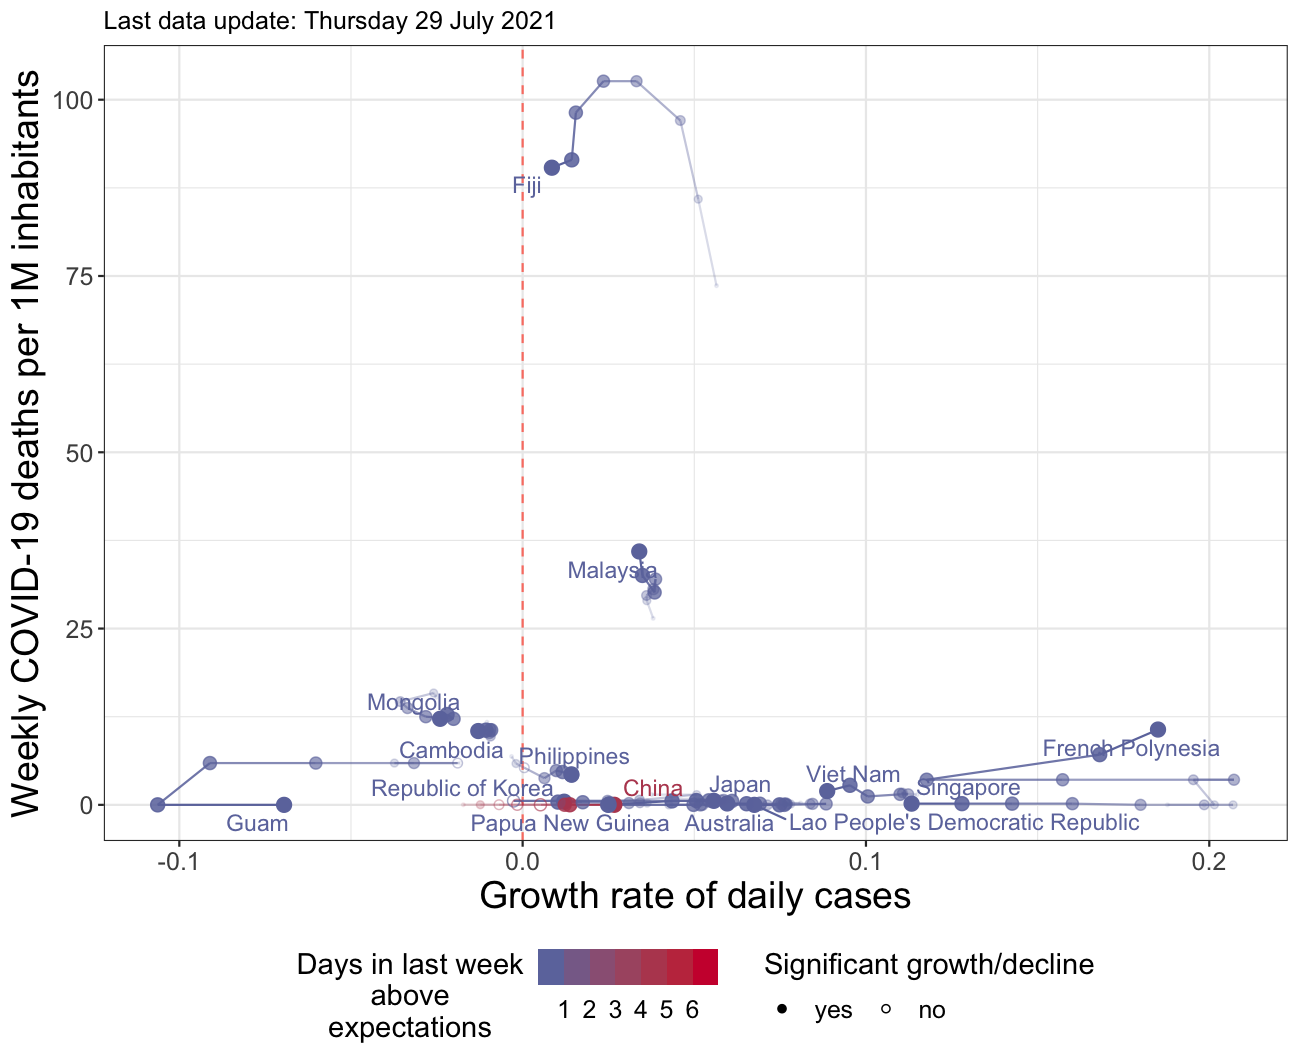 Last data update: Thursday 29 July 2021
Weekly COVID-19 deaths per 1M inhabitants
100
75
50
25
0
Fiji
Malaysia
Mongolia
Cambodia
Philippines
French Polynesia
Republic of Korea
China
Japan
Viet Nam
Singapore
Guam
Papua New Guinea
Australia
Lao People's Democratic Republic
-0.1
0.0
0.1
0.2
Growth rate of daily cases
Days in last week
above
expectations
1 2 3 4 5 6
Significant growth/decline
yes
no